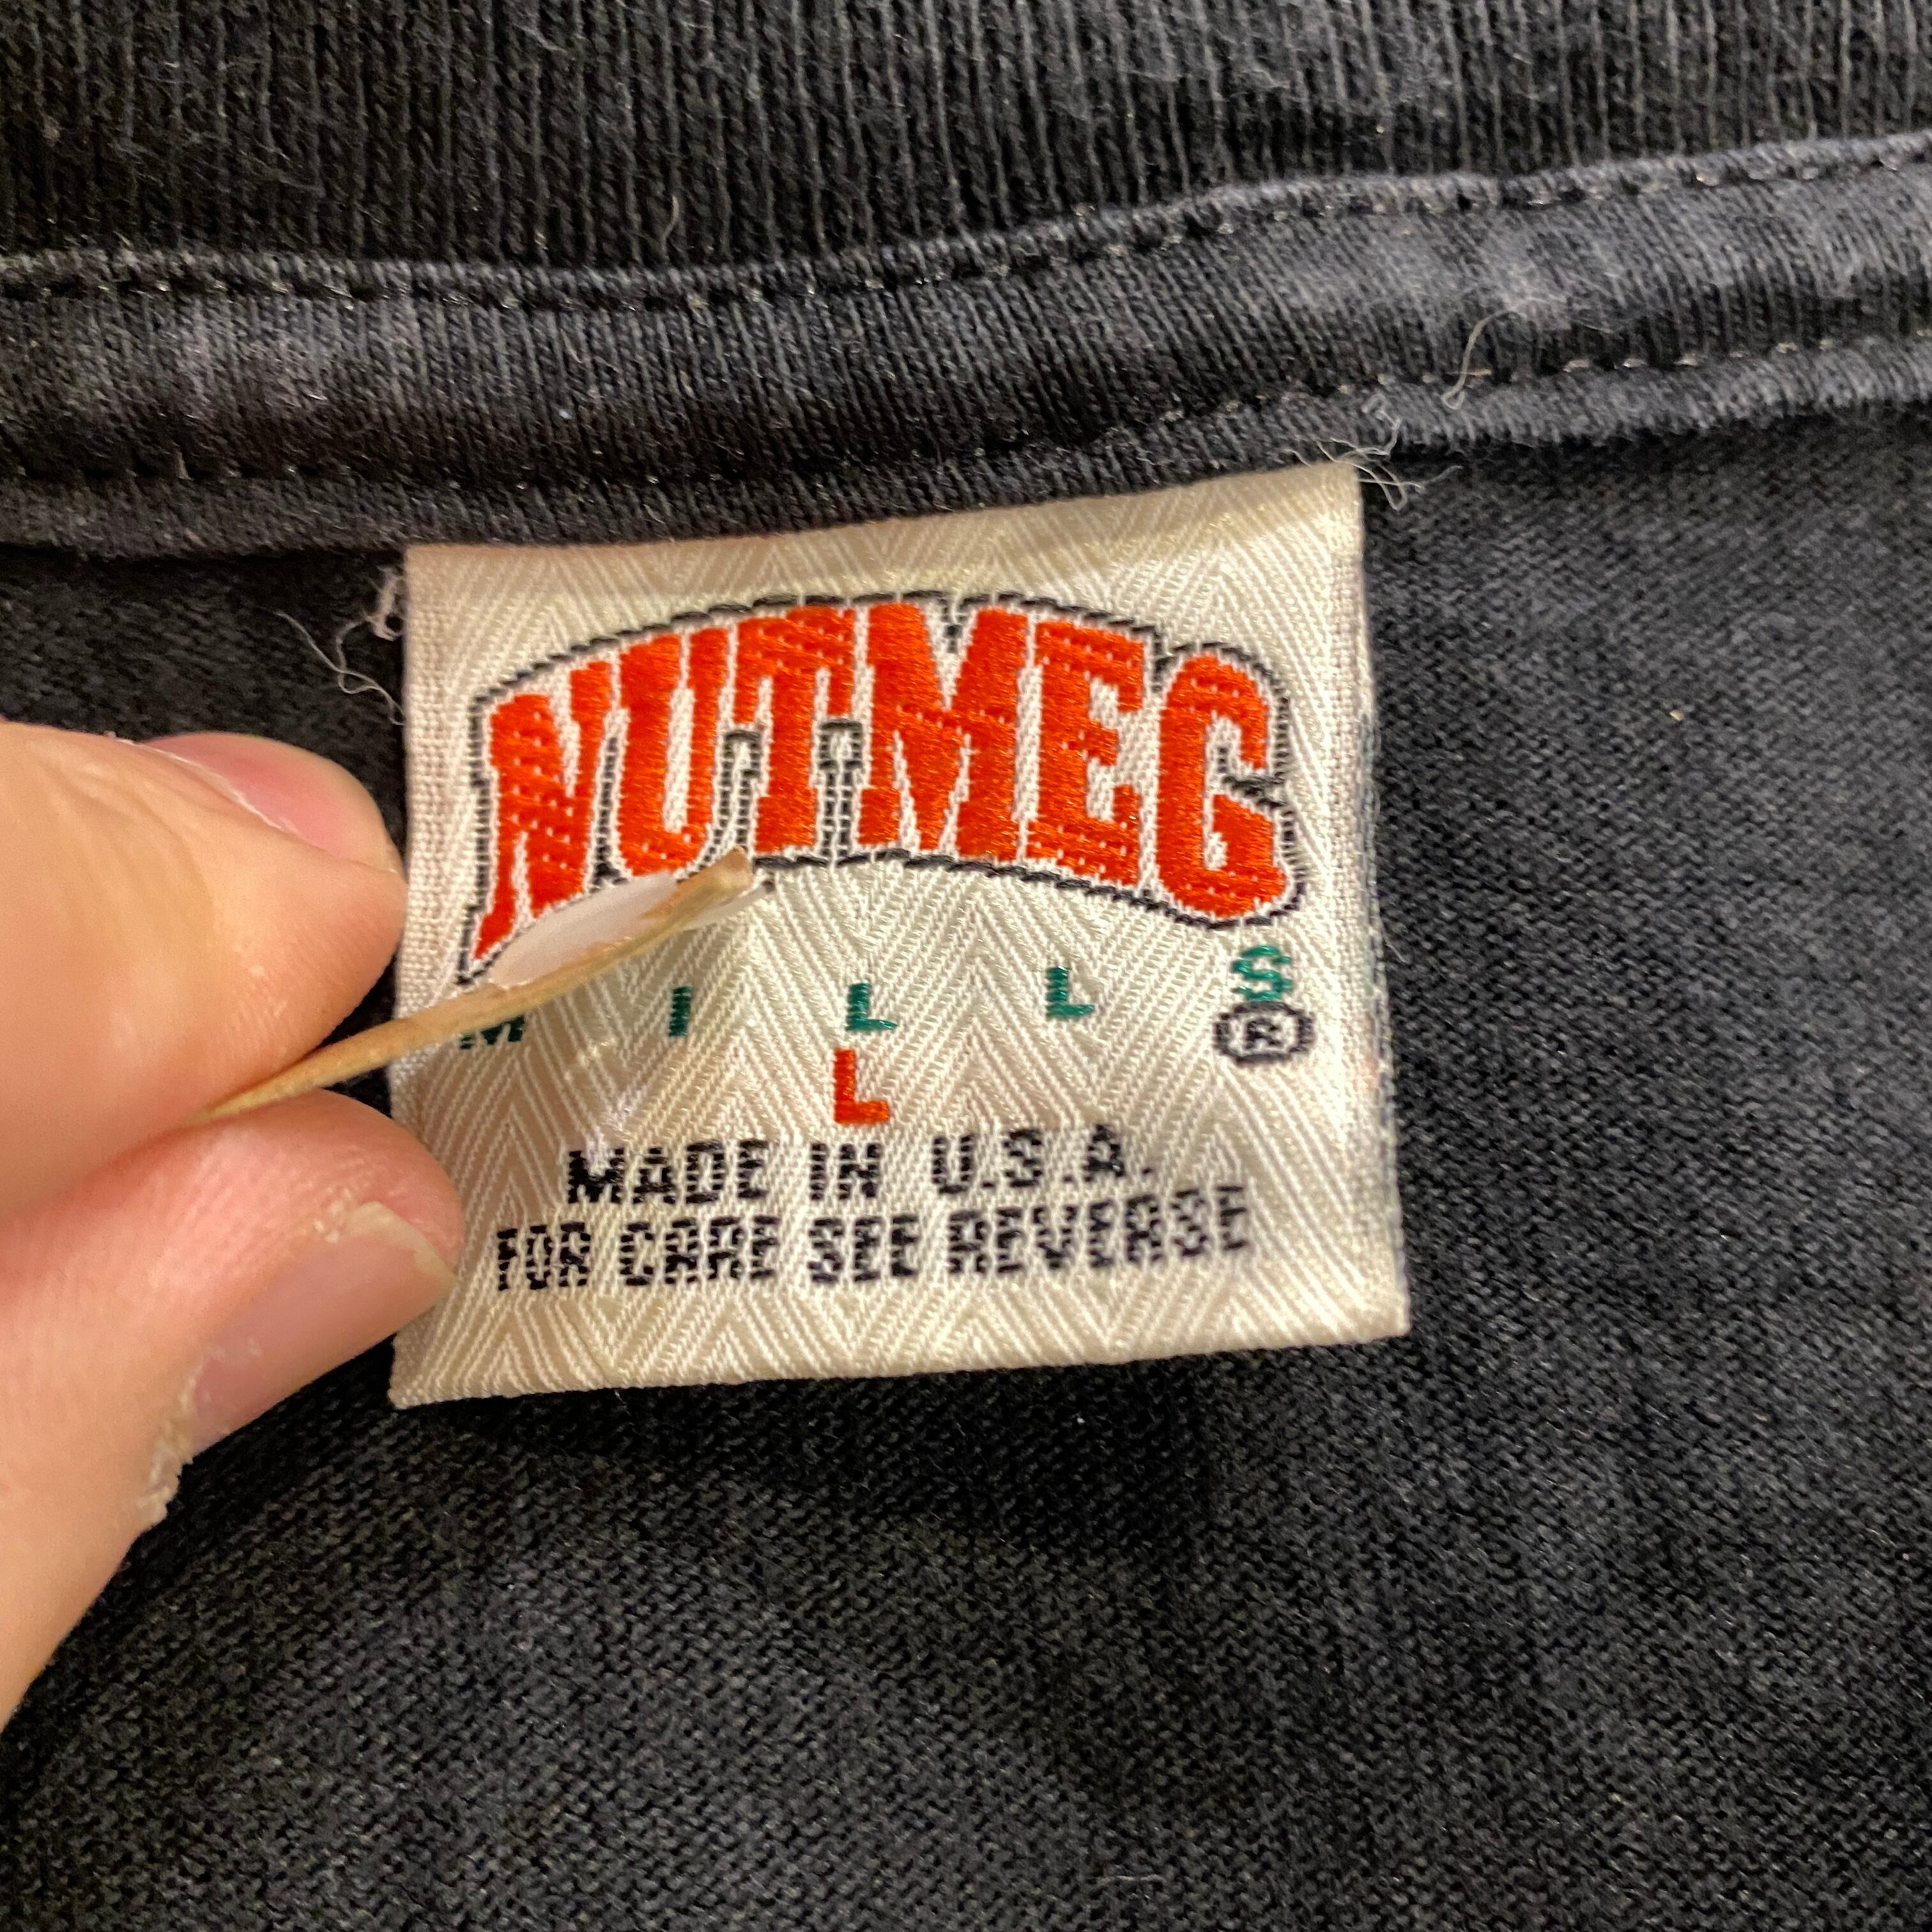 NUTMEG
MILLS
®
L
MADE IN U.S.A.
FOR CARE SEE REVERSE